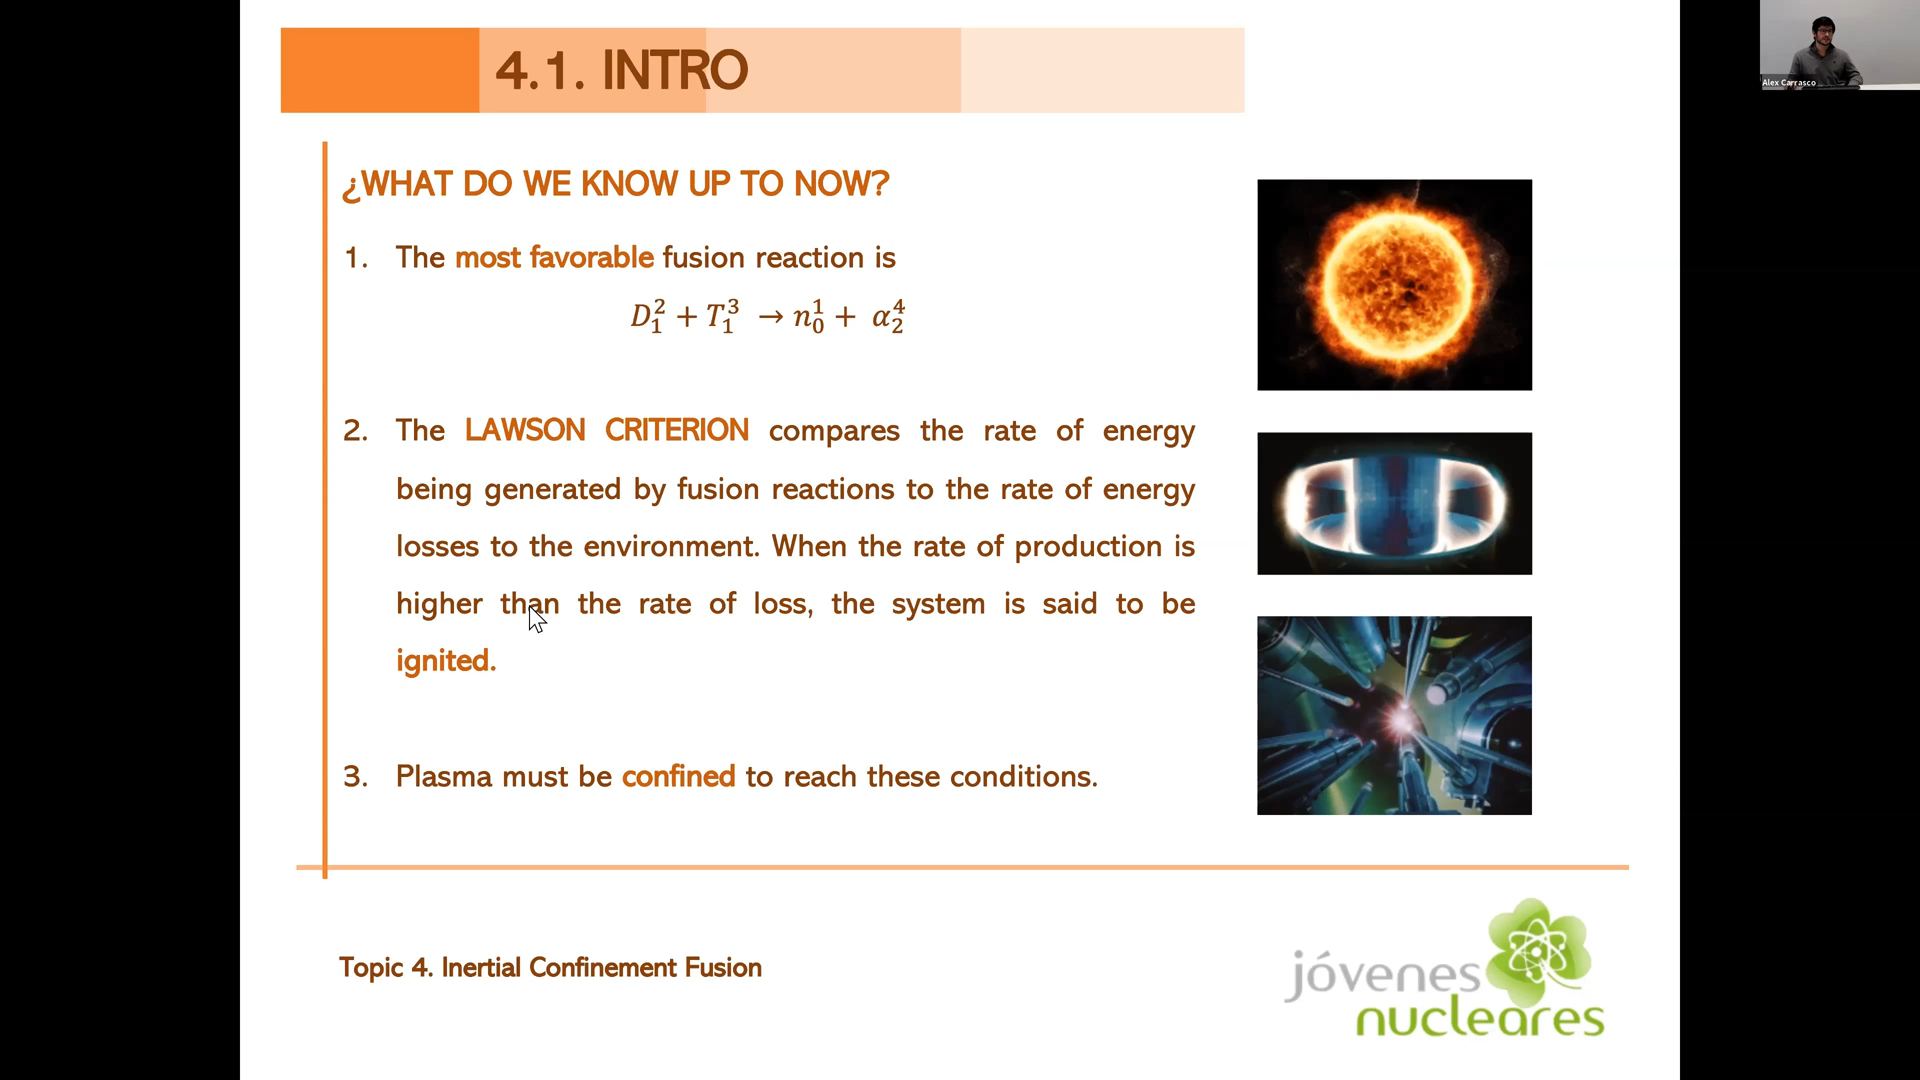 4.1. INTRO
Alex Carrasco
¿WHAT DO WE KNOW UP TO NOW?
1. The most favorable fusion reaction is
D₁² + T₁³ → n₀¹ + α₂⁴
2. The LAWSON CRITERION compares the rate of energy
being generated by fusion reactions to the rate of energy
losses to the environment. When the rate of production is
higher than the rate of loss, the system is said to be
ignited.
3. Plasma must be confined to reach these conditions.
Topic 4. Inertial Confinement Fusion
jóvenes
nucleares